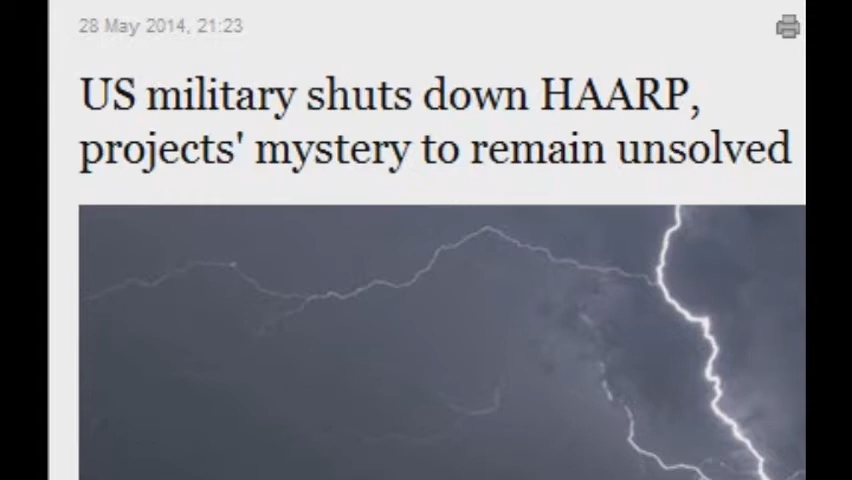 28 May 2014, 21:23
US military shuts down HAARP,
projects' mystery to remain unsolved